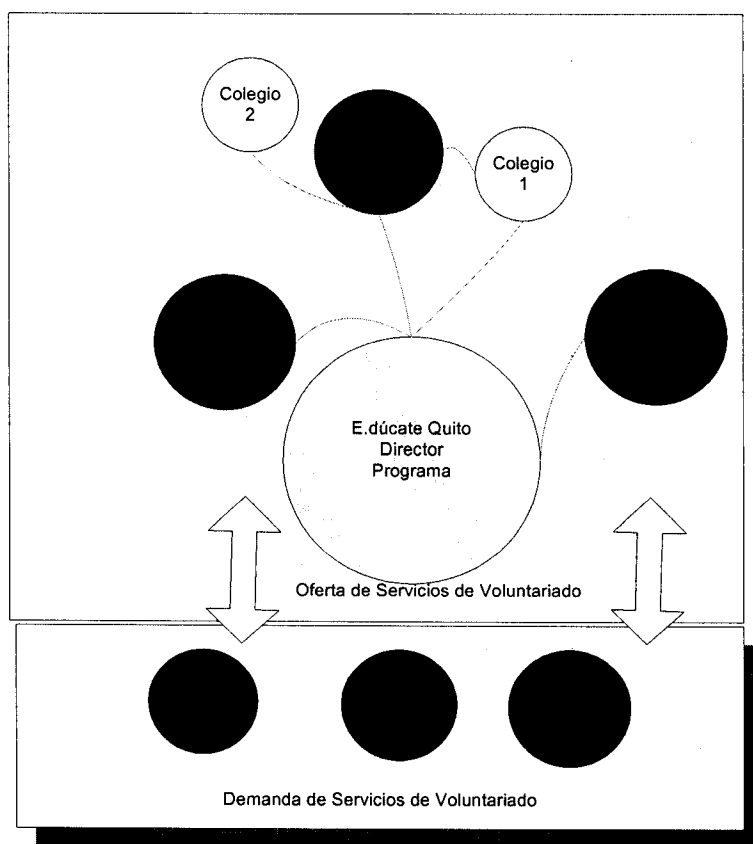 Colegio
2
Colegio
1
E.dúcate Quito
Director
Programa
Oferta de Servicios de Voluntariado
Demanda de Servicios de Voluntariado